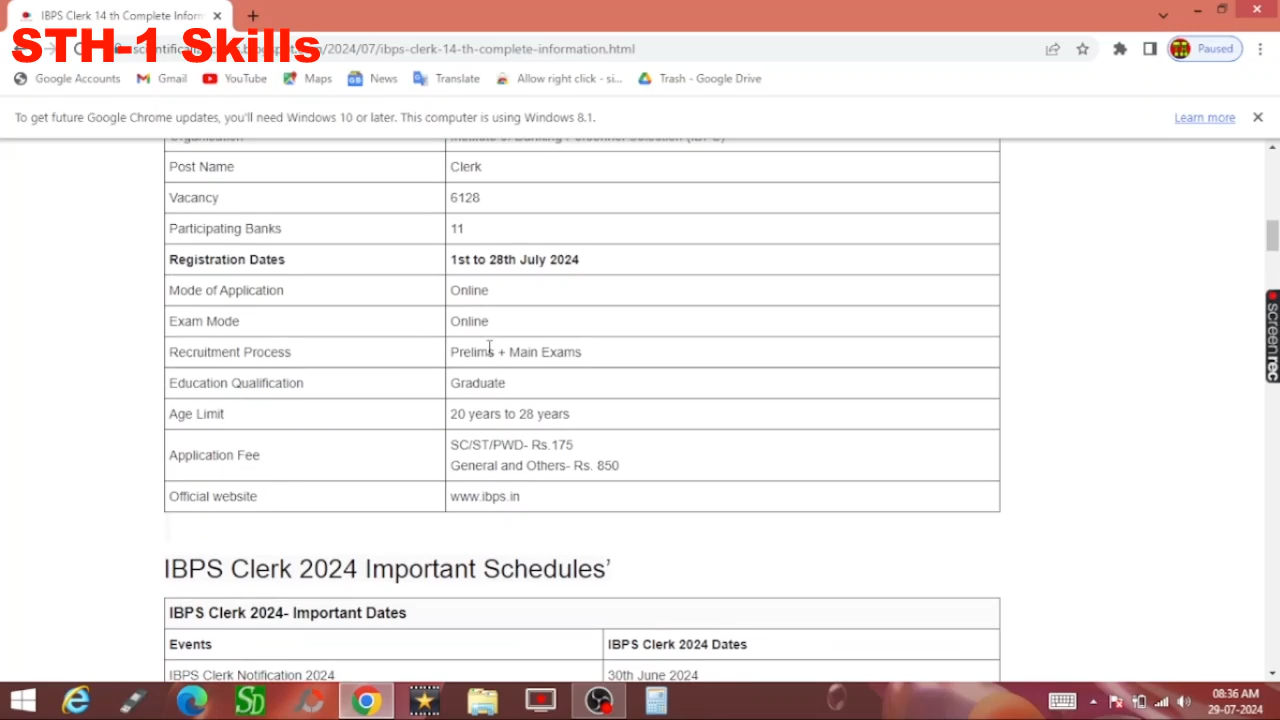 IBPS Clerk 14 th Complete Inform
STH-1 Skills
/2024/07/ibps-clerk-14-th-complete-information.html
Paused
Google Accounts Gmail YouTube Maps News Translate Allow right click - si... Trash - Google Drive
To get future Google Chrome updates, you'll need Windows 10 or later. This computer is using Windows 8.1. Learn more
Post Name Clerk
Vacancy 6128
Participating Banks 11
Registration Dates 1st to 28th July 2024
Mode of Application Online
Exam Mode Online
Recruitment Process Prelims + Main Exams
Education Qualification Graduate
Age Limit 20 years to 28 years
Application Fee SC/ST/PWD- Rs.175
General and Others- Rs. 850
Official website www.ibps.in
IBPS Clerk 2024 Important Schedules’
IBPS Clerk 2024- Important Dates
Events IBPS Clerk 2024 Dates
IBPS Clerk Notification 2024 30th June 2024
screenrec
08:36 AM
29-07-2024